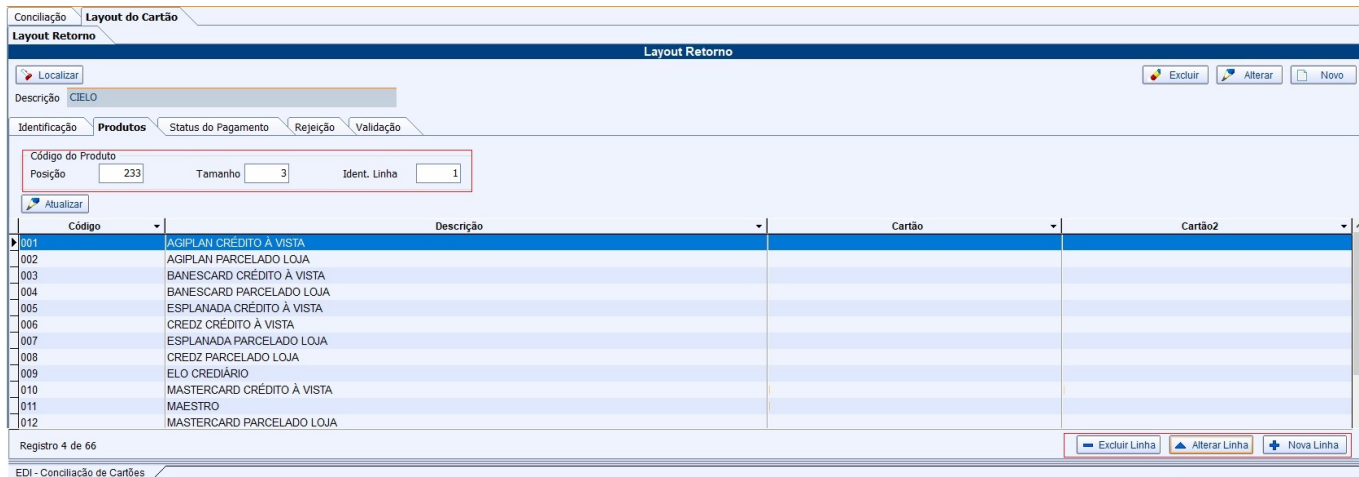 Conciliação Layout do Cartão
Layout Retorno
Layout Retorno
Localizar Excluir Alterar Novo
Descrição CIELO
Identificação Produtos Status do Pagamento Rejeição Validação
Código do Produto
Posição 233 Tamanho 3 Ident. Linha 1
Atualizar
Código Descrição Cartão Cartão2
001 AGIPLAN CRÉDITO À VISTA
002 AGIPLAN PARCELADO LOJA
003 BANESCARD CRÉDITO À VISTA
004 BANESCARD PARCELADO LOJA
005 ESPLANADA CRÉDITO À VISTA
006 CREDZ CRÉDITO À VISTA
007 ESPLANADA PARCELADO LOJA
008 CREDZ PARCELADO LOJA
009 ELO CREDIÁRIO
010 MASTERCARD CRÉDITO À VISTA
011 MAESTRO
012 MASTERCARD PARCELADO LOJA
Registro 4 de 66 Excluir Linha Alterar Linha Nova Linha
EDI - Conciliação de Cartões